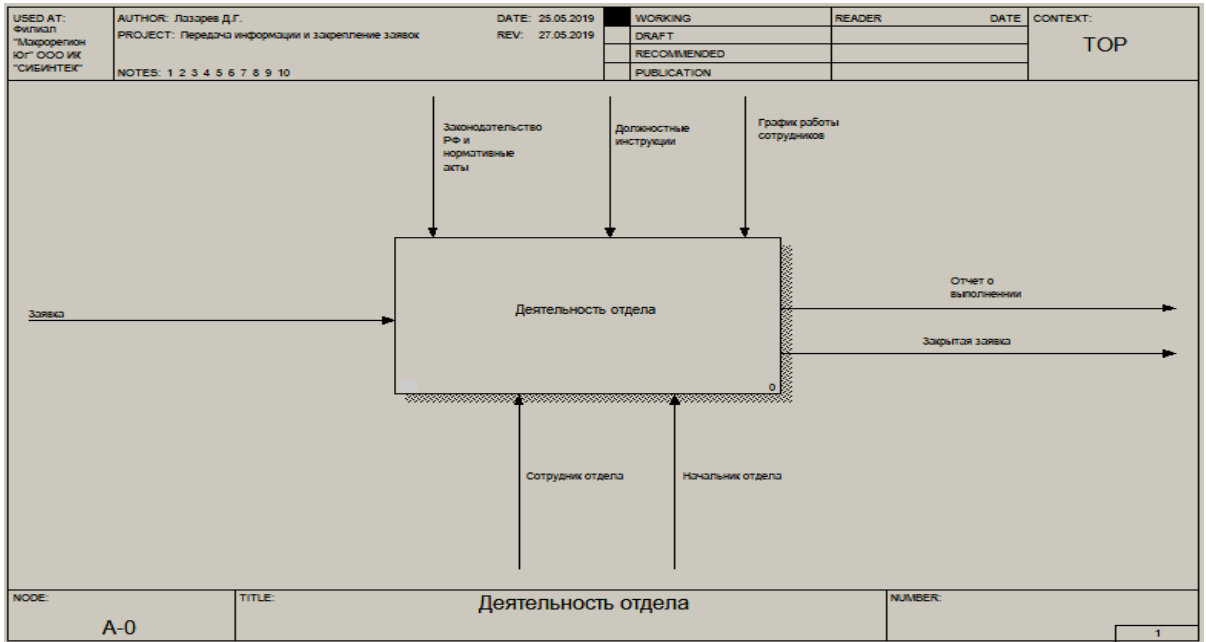 USED AT:
Филиал
"Макрорегион
Юг" ООО ИК
"СИБИНТЕК"
AUTHOR: Лазарев Д.Г.
PROJECT: Передача информации и закрепление заявок
NOTES: 1 2 3 4 5 6 7 8 9 10
DATE: 25.05.2019
REV: 27.05.2019
WORKING
DRAFT
RECOMMENDED
PUBLICATION
READER DATE
CONTEXT:
TOP
Законодательство
РФ и
нормативные
акты
Должностные
инструкции
График работы
сотрудников
Заявка
Деятельность отдела
0
Отчет о
выполненнии
Закрытая заявка
Сотрудник отдела
Начальник отдела
NODE:
A-0
TITLE:
Деятельность отдела
NUMBER:
1